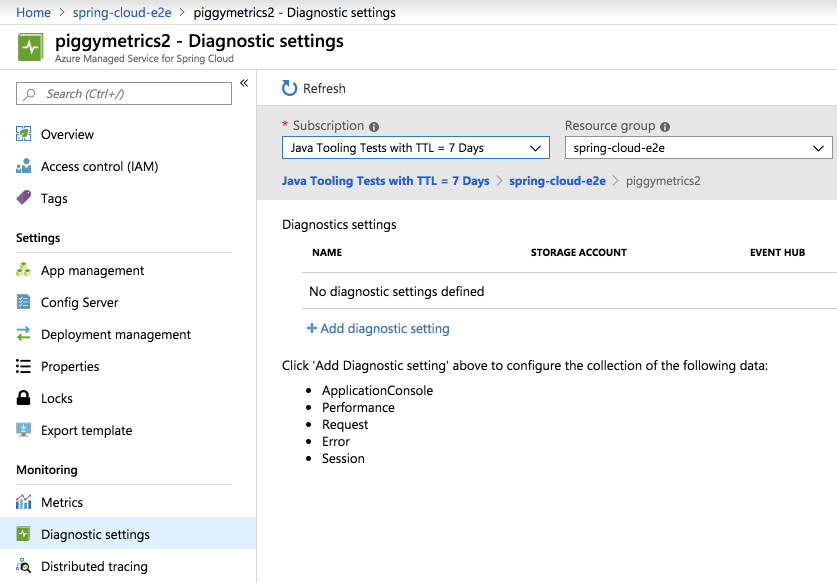 Home > spring-cloud-e2e > piggymetrics2 - Diagnostic settings
piggymetrics2 - Diagnostic settings
Azure Managed Service for Spring Cloud
Search (Ctrl+/)
«
Overview
Access control (IAM)
Tags
Settings
App management
Config Server
Deployment management
Properties
Locks
Export template
Monitoring
Metrics
Diagnostic settings
Distributed tracing
Refresh
* Subscription
Resource group
Java Tooling Tests with TTL = 7 Days
spring-cloud-e2e
Java Tooling Tests with TTL = 7 Days > spring-cloud-e2e > piggymetrics2
Diagnostics settings
NAME STORAGE ACCOUNT EVENT HUB
No diagnostic settings defined
+ Add diagnostic setting
Click 'Add Diagnostic setting' above to configure the collection of the following data:
• ApplicationConsole
• Performance
• Request
• Error
• Session